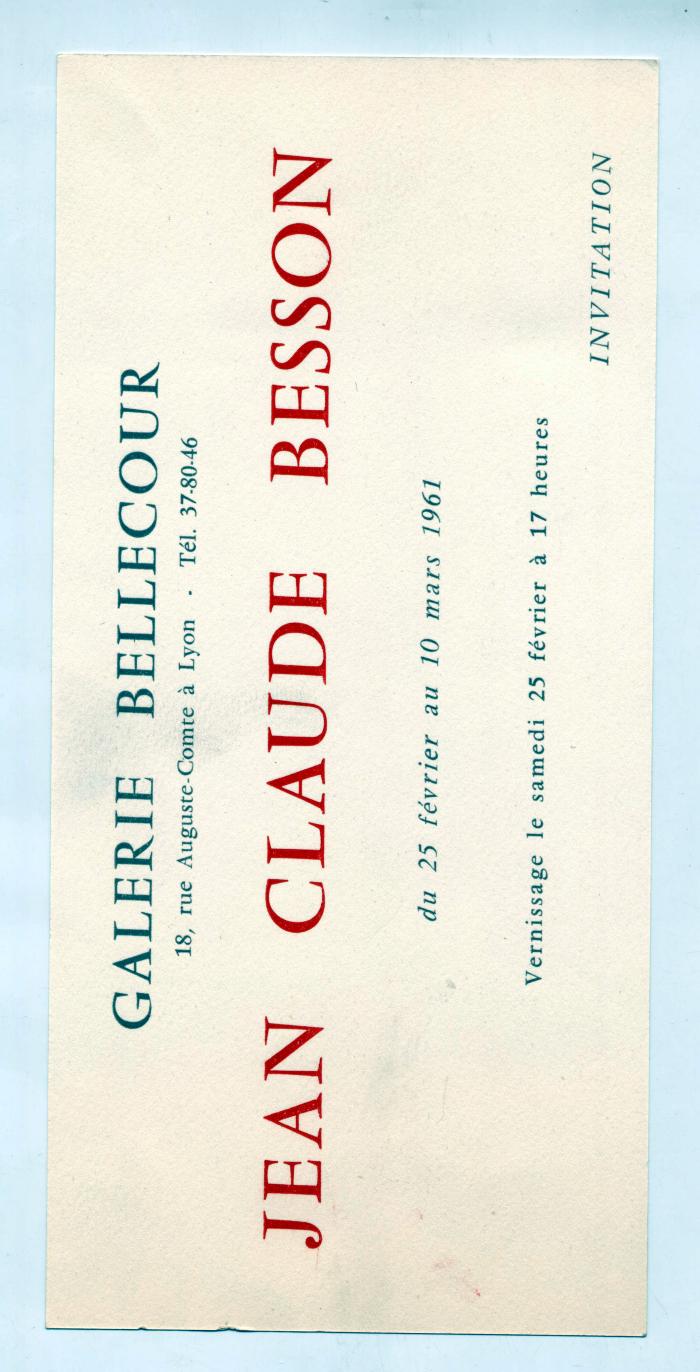 GALERIE BELLECOUR
18, rue Auguste-Comte à Lyon - Tél. 37-80-46
JEAN CLAUDE BESSON
du 25 février au 10 mars 1961
Vernissage le samedi 25 février à 17 heures
INVITATION